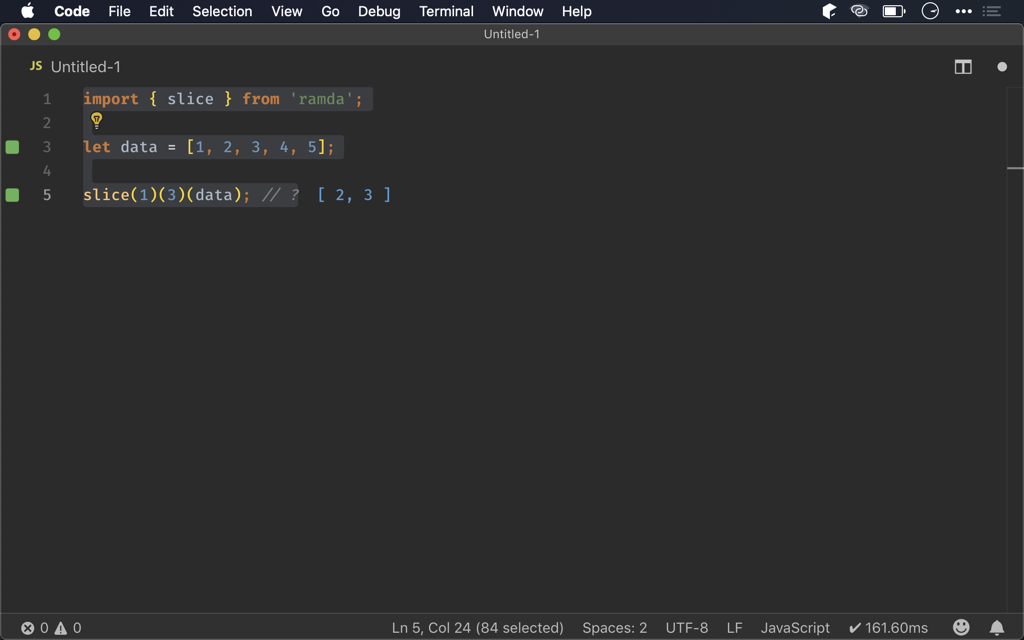 Code File Edit Selection View Go Debug Terminal Window Help
Untitled-1
JS Untitled-1
1 import { slice } from 'ramda';
2
3 let data = [1, 2, 3, 4, 5];
4
5 slice(1)(3)(data); // ? [ 2, 3 ]
0 0 Ln 5, Col 24 (84 selected) Spaces: 2 UTF-8 LF JavaScript ✔ 161.60ms